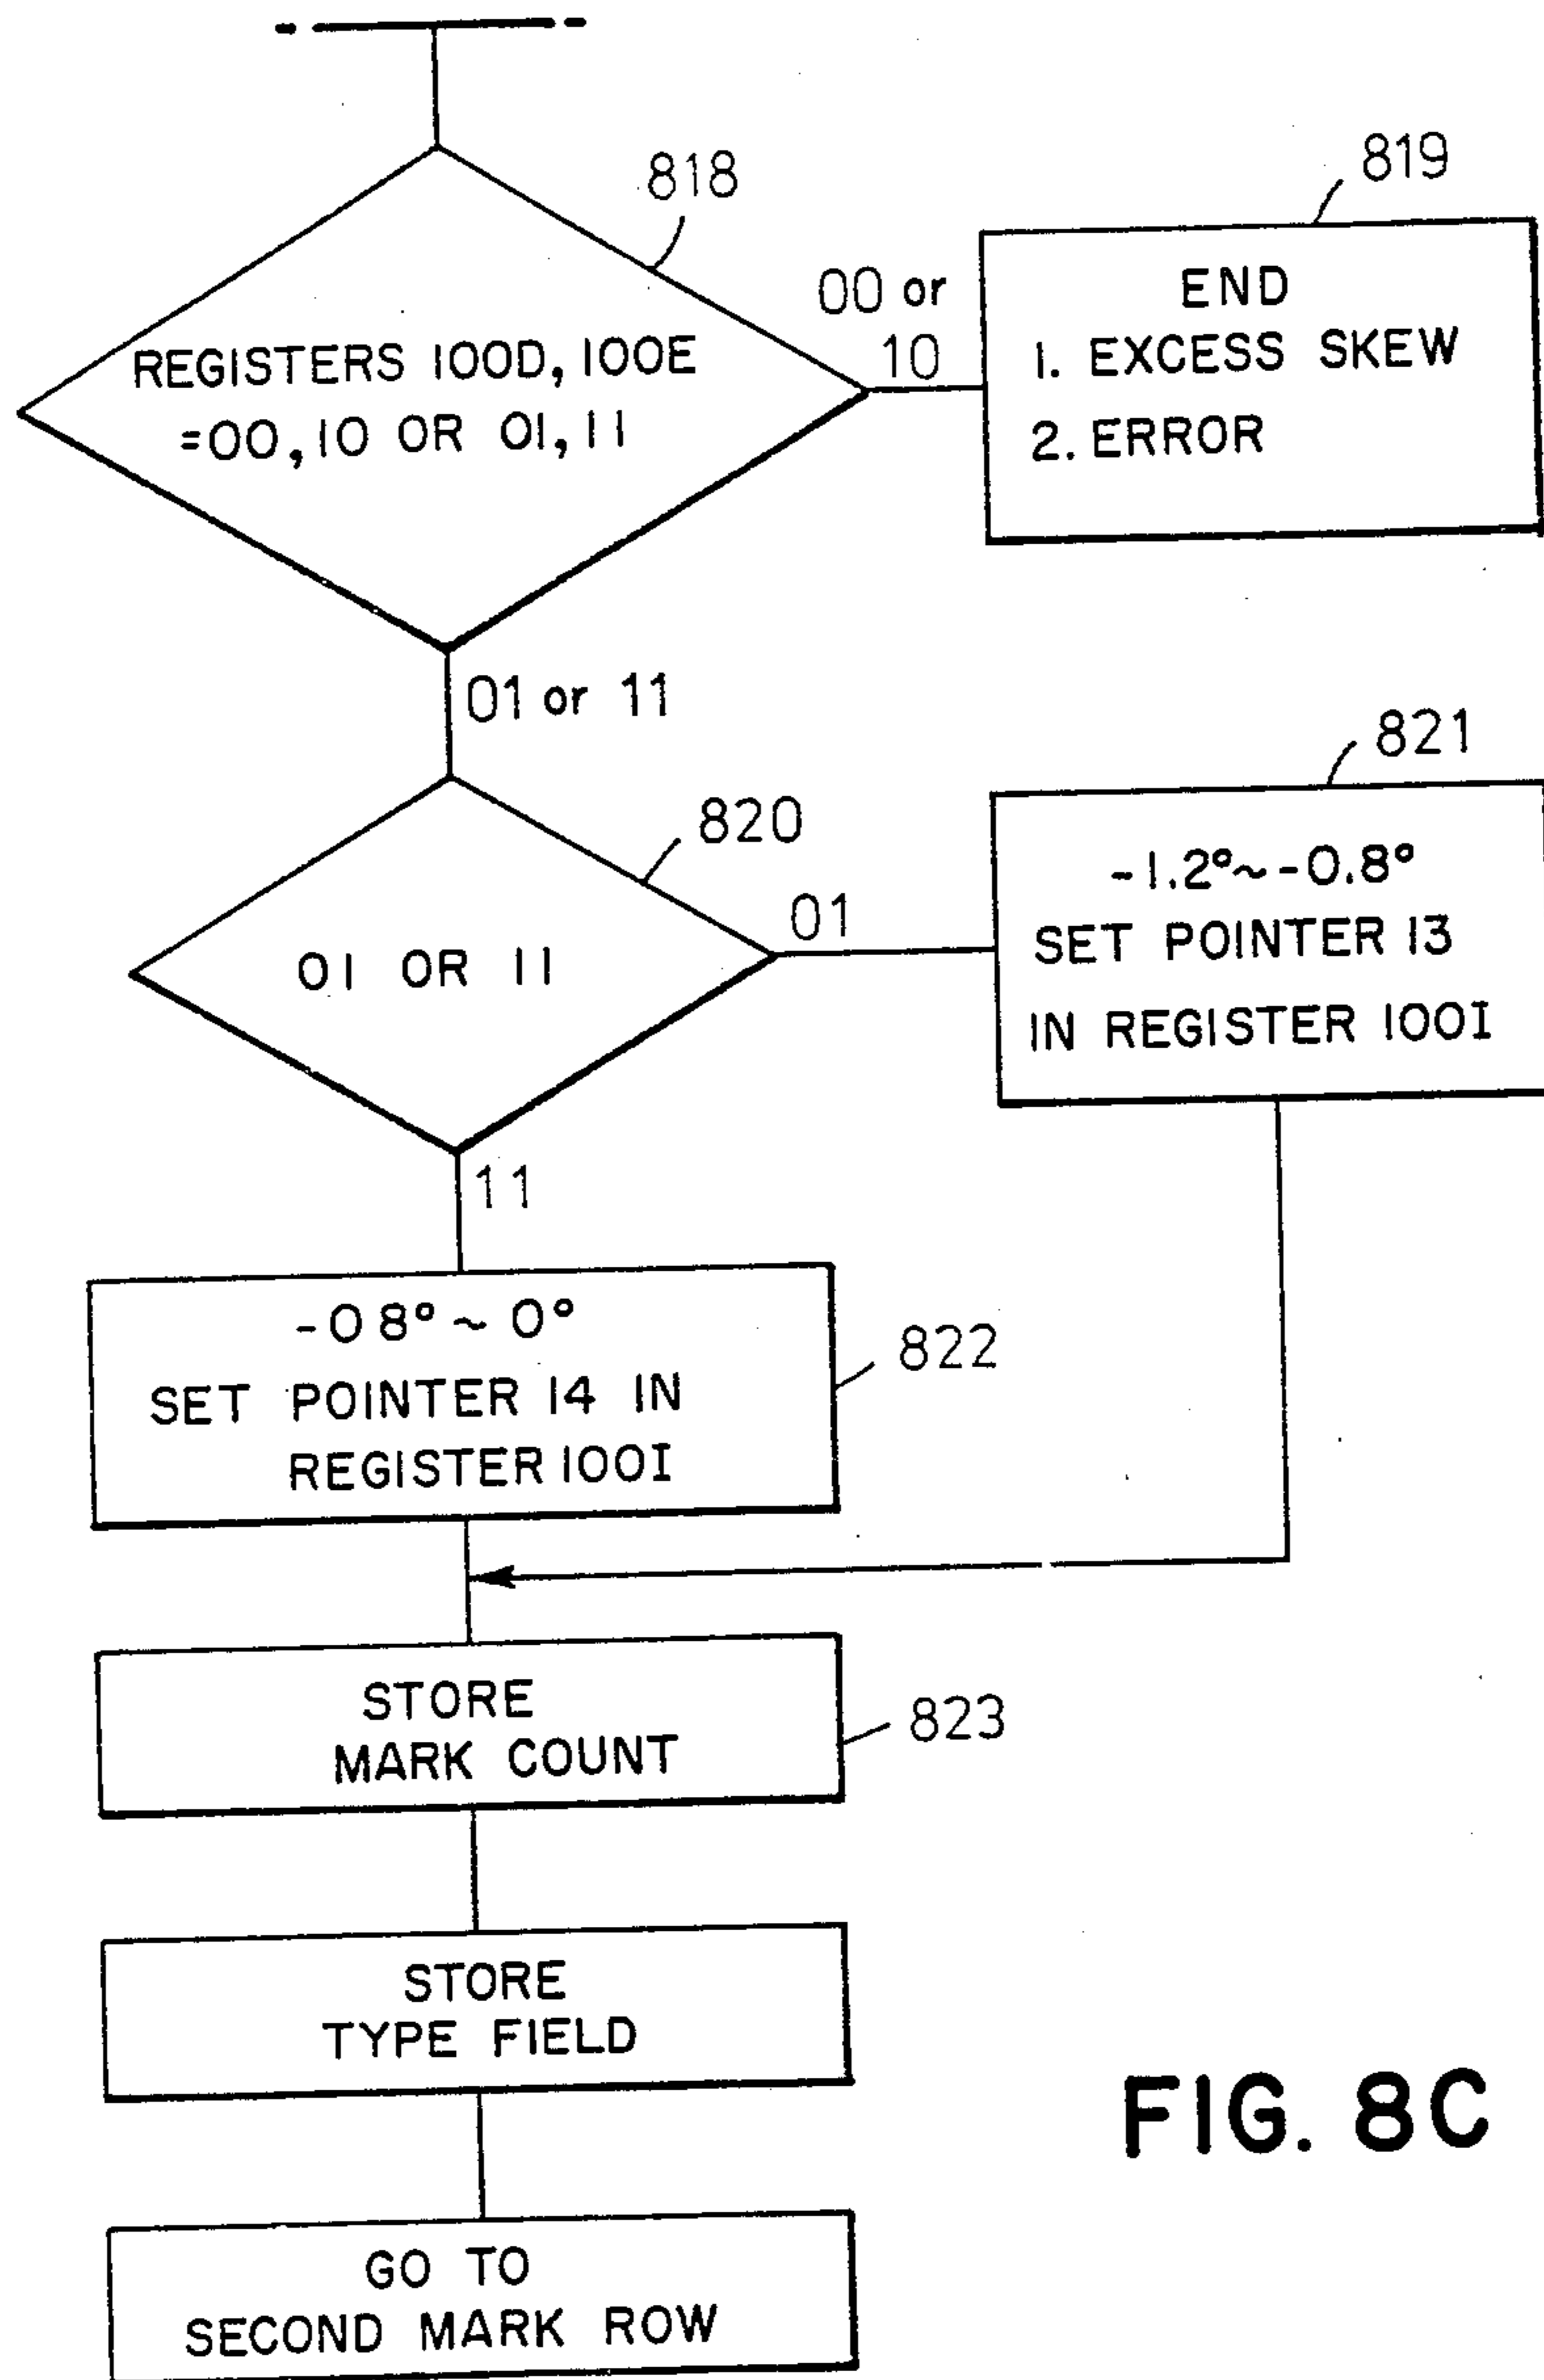 818
819
REGISTERS 100D, 100E
=00, 10 OR 01, 11
00 or
10
END
1. EXCESS SKEW
2. ERROR
01 or 11
820
821
01 OR 11
01
-1.2°~-0.8°
SET POINTER 13
IN REGISTER 100I
11
-0 8°~ 0°
SET POINTER 14 IN
REGISTER 100I
822
STORE
MARK COUNT
823
STORE
TYPE FIELD
GO TO
SECOND MARK ROW
FIG. 8C